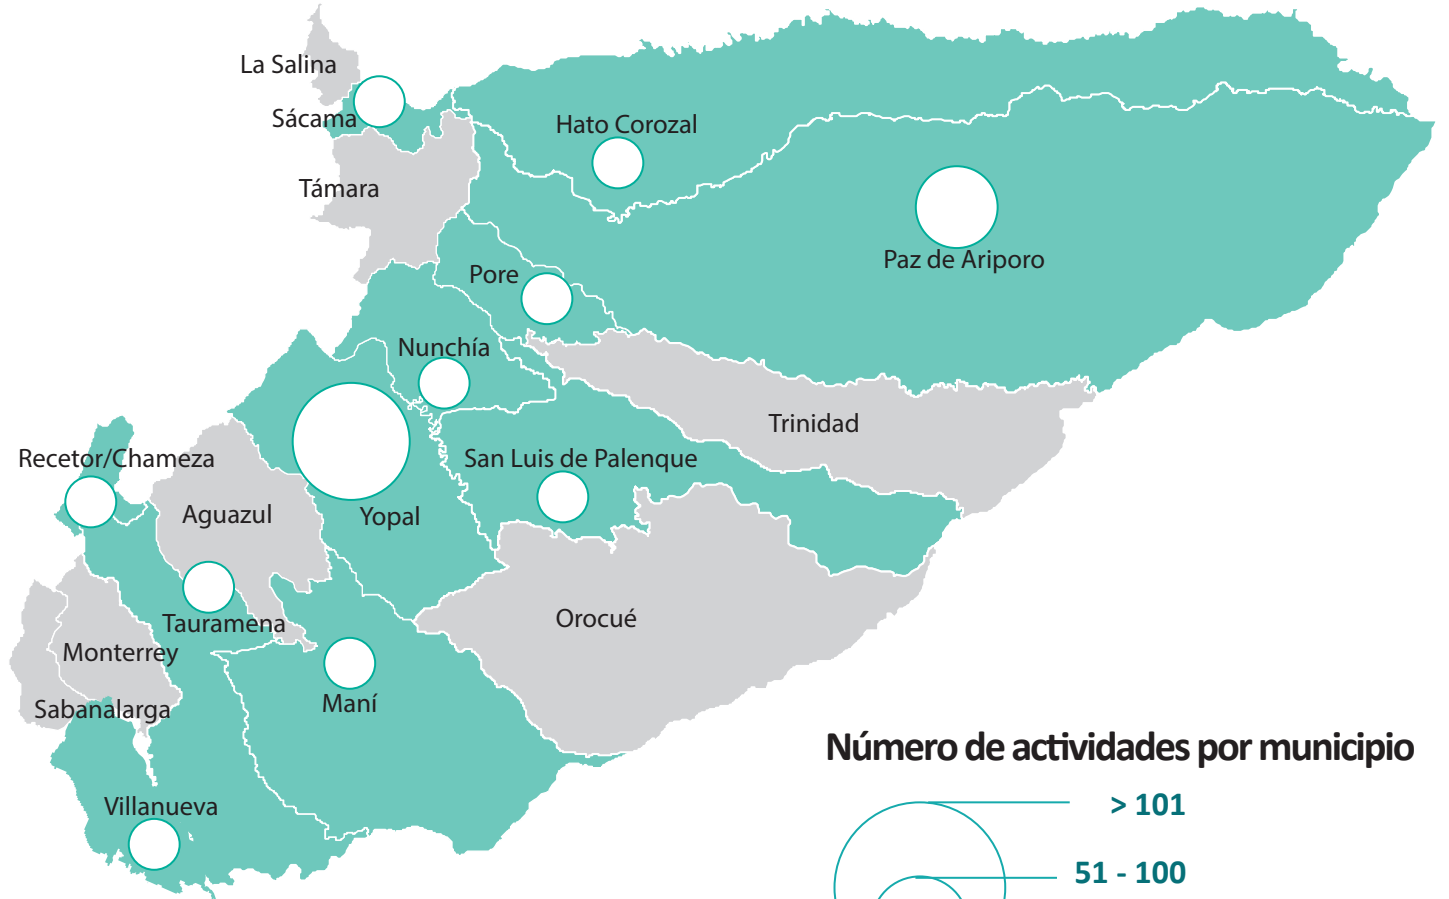 La Salina
Sácama
Hato Corozal
Támara
Paz de Ariporo
Pore
Nunchía
Trinidad
Recetor/Chameza
San Luis de Palenque
Aguazul
Yopal
Orocué
Tauramena
Monterrey
Maní
Sabanalarga
Número de actividades por municipio
> 101
Villanueva
51 - 100